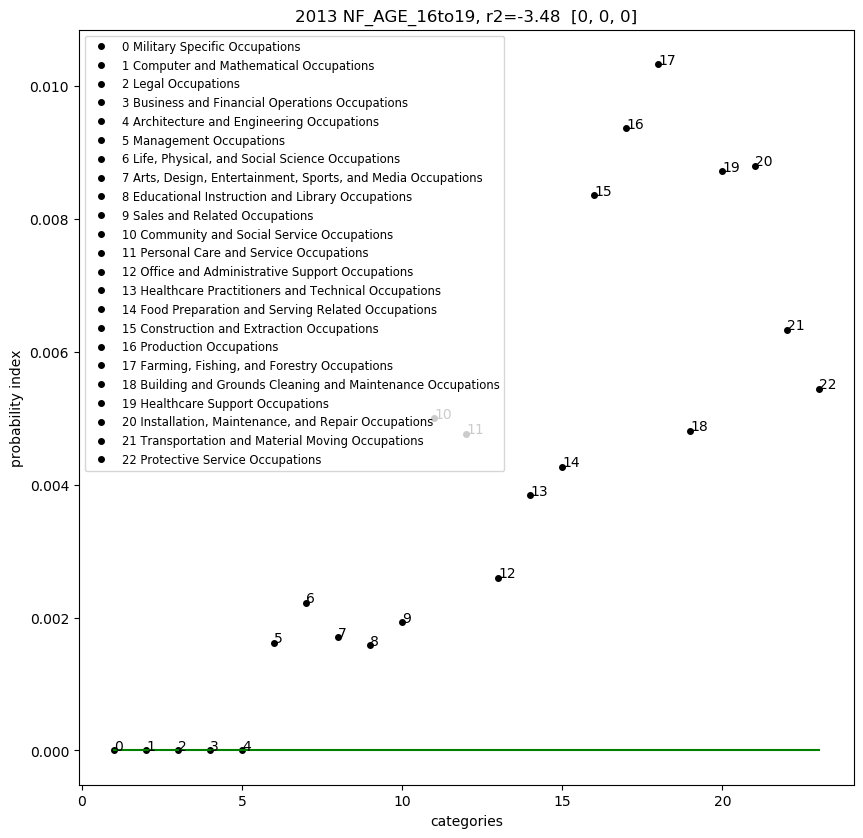 2013 NF_AGE_16to19, r2=-3.48  [0, 0, 0]
0 Military Specific Occupations
1 Computer and Mathematical Occupations
2 Legal Occupations
3 Business and Financial Operations Occupations
4 Architecture and Engineering Occupations
5 Management Occupations
6 Life, Physical, and Social Science Occupations
7 Arts, Design, Entertainment, Sports, and Media Occupations
8 Educational Instruction and Library Occupations
9 Sales and Related Occupations
10 Community and Social Service Occupations
11 Personal Care and Service Occupations
12 Office and Administrative Support Occupations
13 Healthcare Practitioners and Technical Occupations
14 Food Preparation and Serving Related Occupations
15 Construction and Extraction Occupations
16 Production Occupations
17 Farming, Fishing, and Forestry Occupations
18 Building and Grounds Cleaning and Maintenance Occupations
19 Healthcare Support Occupations
20 Installation, Maintenance, and Repair Occupations
21 Transportation and Material Moving Occupations
22 Protective Service Occupations
17
16
20
19
15
21
22
10
11
18
14
13
12
6
9
7
8
5
0
1
2
3
4
0.010
0.008
0.006
0.004
0.002
0.000
probability index
0
5
10
15
20
categories